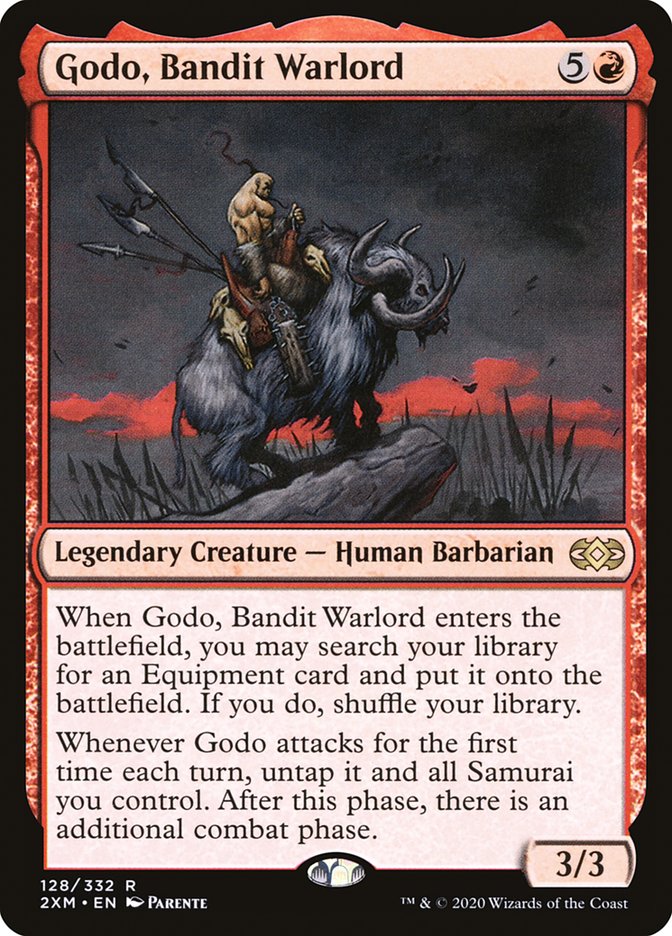 Godo, Bandit Warlord 5
Legendary Creature — Human Barbarian
When Godo, Bandit Warlord enters the
battlefield, you may search your library
for an Equipment card and put it onto the
battlefield. If you do, shuffle your library.
Whenever Godo attacks for the first
time each turn, untap it and all Samurai
you control. After this phase, there is an
additional combat phase.
3/3
128/332 R
2XM • EN Parente
™ & © 2020 Wizards of the Coast